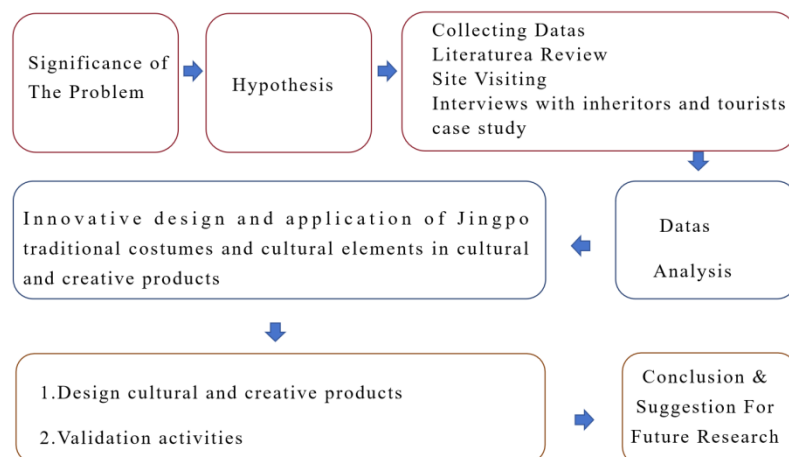 Significance of
The Problem
Hypothesis
Collecting Datas
Literaturea Review
Site Visiting
Interviews with inheritors and tourists
case study
Datas
Analysis
Innovative design and application of Jingpo
traditional costumes and cultural elements in cultural
and creative products
1.Design cultural and creative products
2.Validation activities
Conclusion &
Suggestion For
Future Research